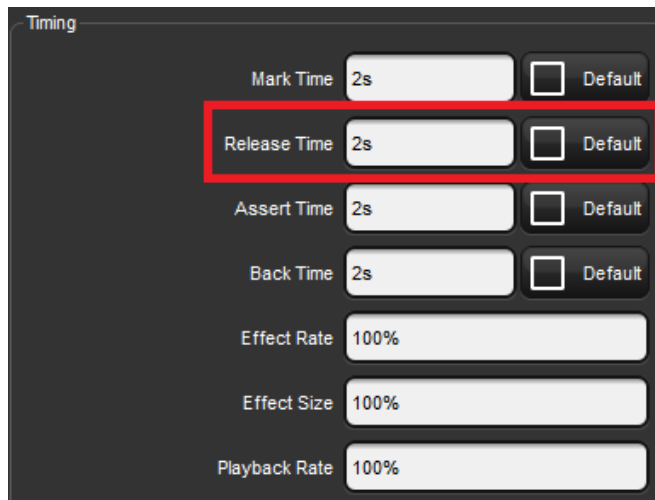 Timing
Mark Time 2s Default
Release Time 2s Default
Assert Time 2s Default
Back Time 2s Default
Effect Rate 100%
Effect Size 100%
Playback Rate 100%